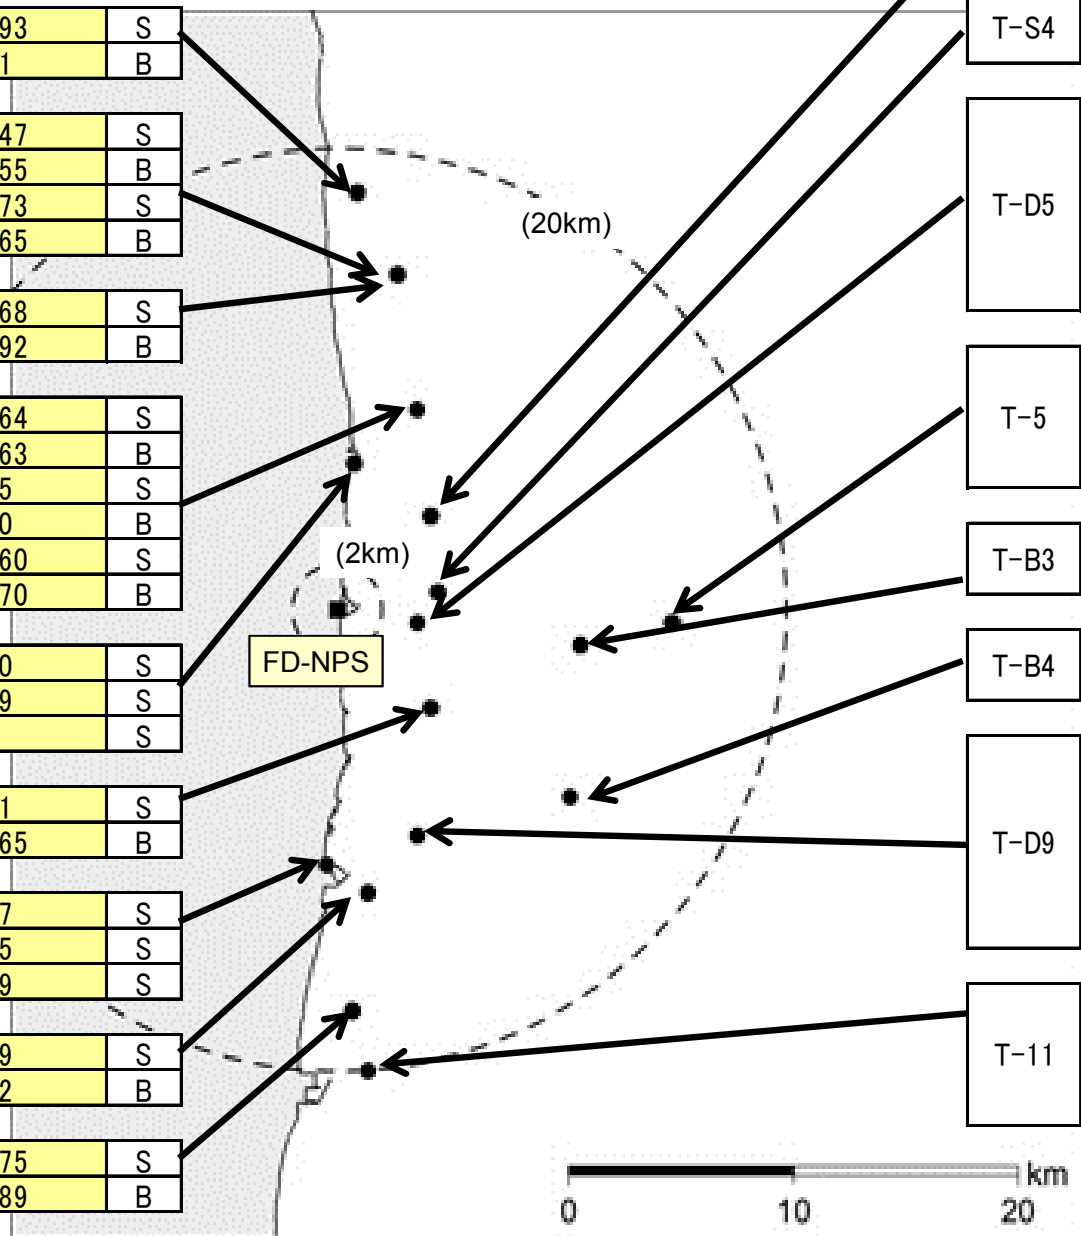 93 S
1 B
47 S
55 B
73 S
65 B
68 S
92 B
64 S
63 B
5 S
0 B
60 S
70 B
0 S
9 S
S
1 S
65 B
7 S
5 S
9 S
9 S
2 B
75 S
89 B
(20km)
(2km)
FD-NPS
T-S4
T-D5
T-5
T-B3
T-B4
T-D9
T-11
km
0 10 20